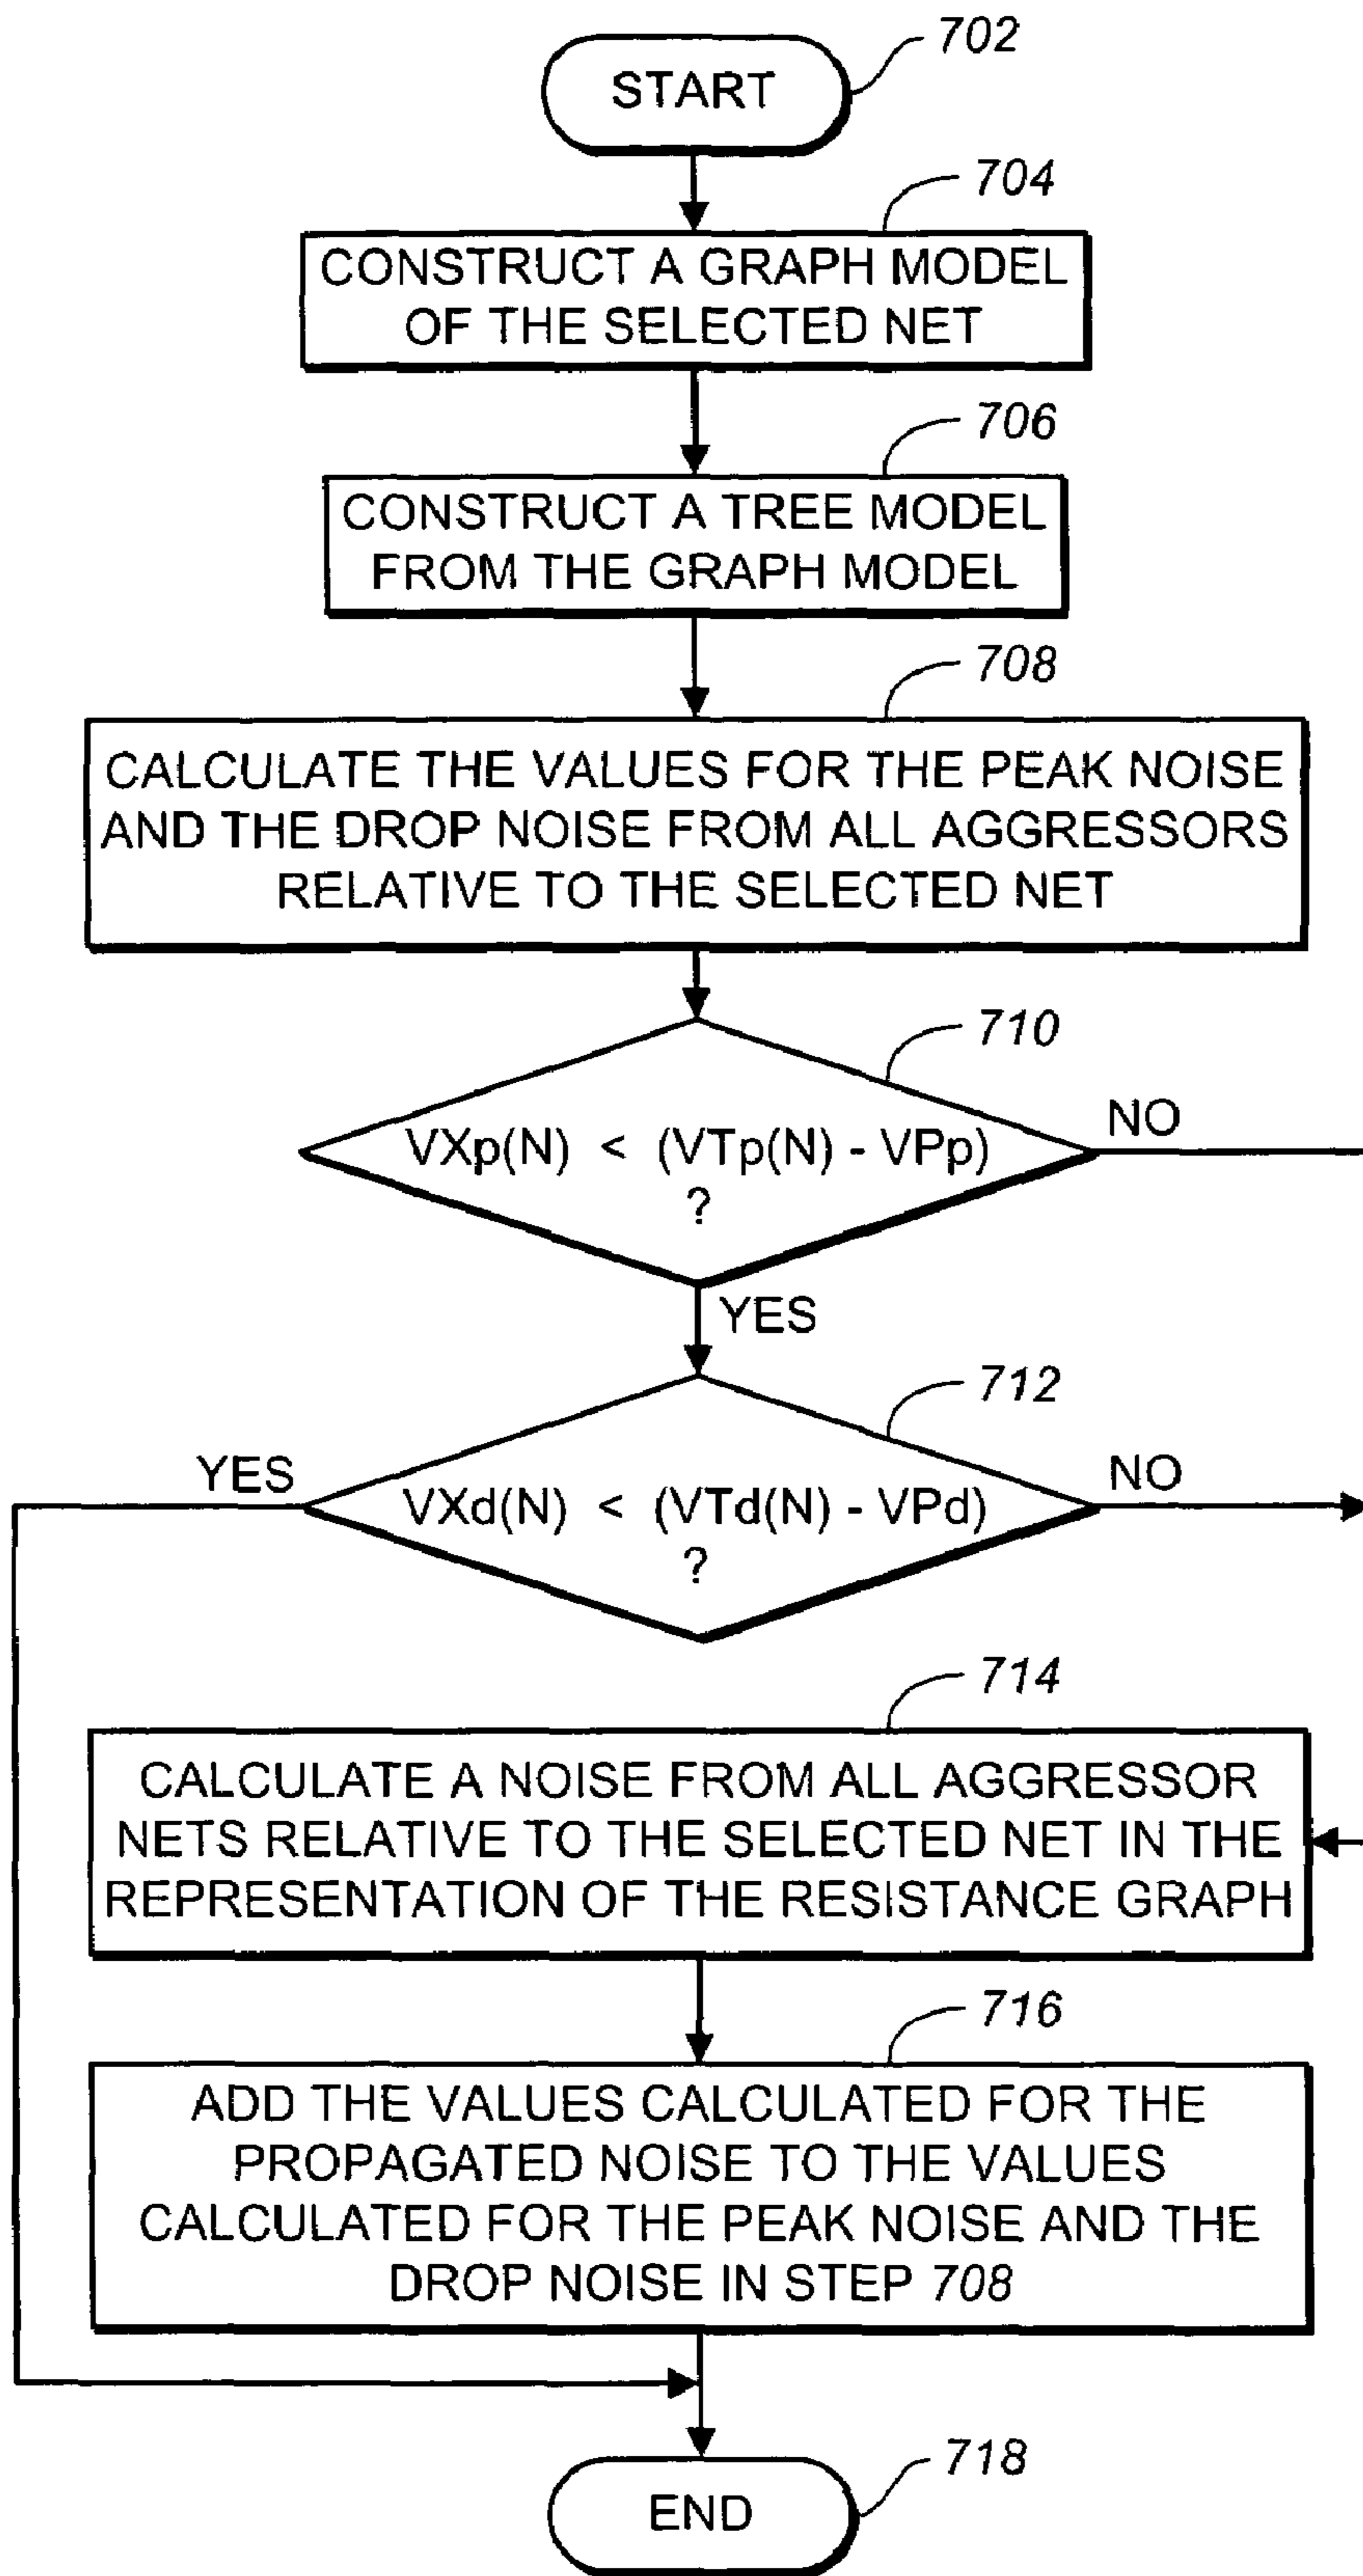 702
START
704
CONSTRUCT A GRAPH MODEL
OF THE SELECTED NET
706
CONSTRUCT A TREE MODEL
FROM THE GRAPH MODEL
708
CALCULATE THE VALUES FOR THE PEAK NOISE
AND THE DROP NOISE FROM ALL AGGRESSORS
RELATIVE TO THE SELECTED NET
710
VXp(N) < (VTp(N) - VPp)
?
NO
YES
712
YES
VXd(N) < (VTd(N) - VPd)
?
NO
714
CALCULATE A NOISE FROM ALL AGGRESSOR
NETS RELATIVE TO THE SELECTED NET IN THE
REPRESENTATION OF THE RESISTANCE GRAPH
716
ADD THE VALUES CALCULATED FOR THE
PROPAGATED NOISE TO THE VALUES
CALCULATED FOR THE PEAK NOISE AND THE
DROP NOISE IN STEP 708
718
END